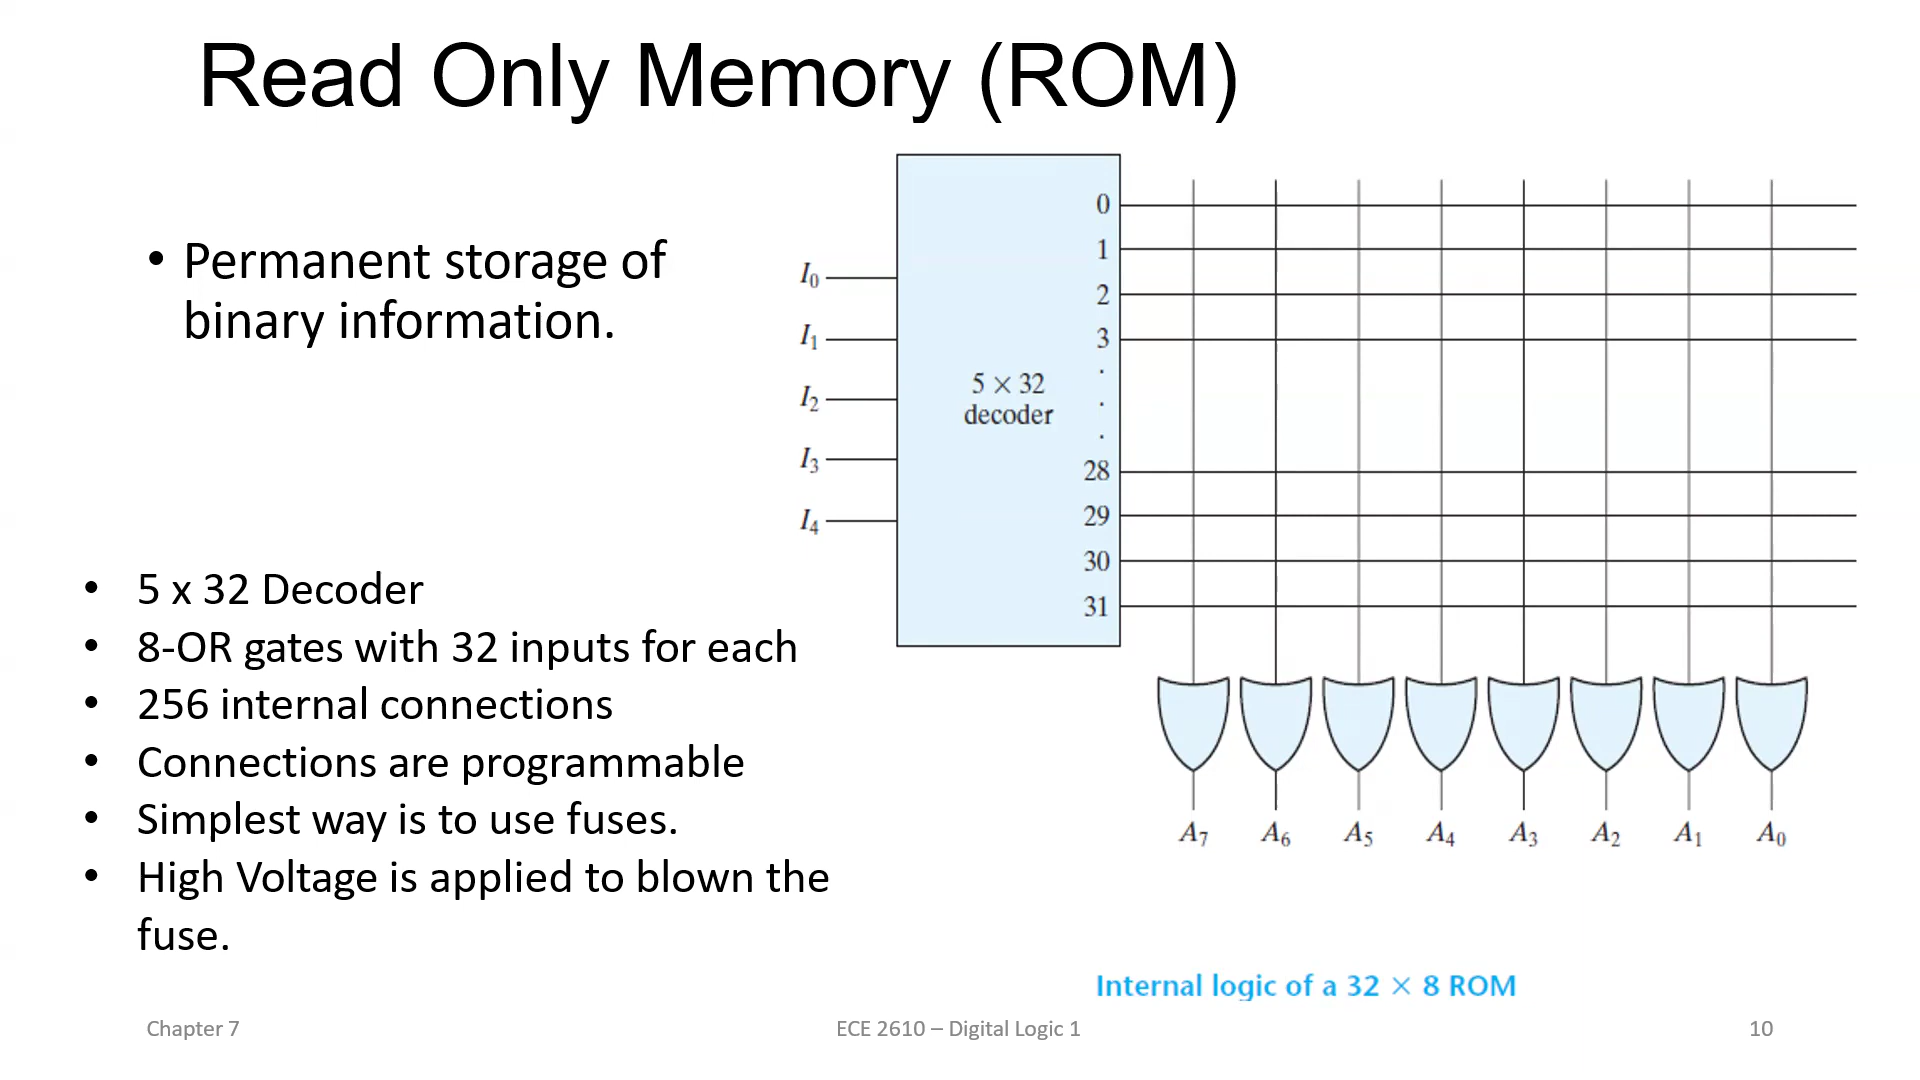 Read Only Memory (ROM)
• Permanent storage of
binary information.
• 5 x 32 Decoder
• 8-OR gates with 32 inputs for each
• 256 internal connections
• Connections are programmable
• Simplest way is to use fuses.
• High Voltage is applied to blown the
fuse.
I0
I1
I2
I3
I4
5 × 32
decoder
0
1
2
3
.
.
.
28
29
30
31
A7 A6 A5 A4 A3 A2 A1 A0
Internal logic of a 32 × 8 ROM
Chapter 7
ECE 2610 – Digital Logic 1
10